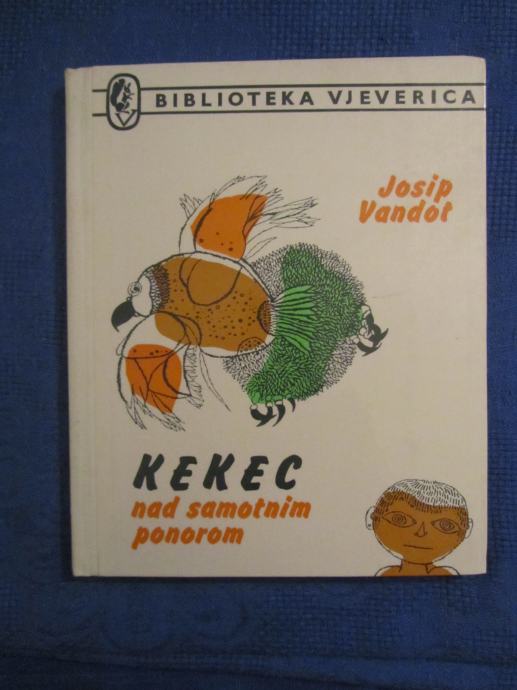 BIBLIOTEKA VJEVERICA
Josip
Vandot
KEKEC
nad samotnim
ponorom